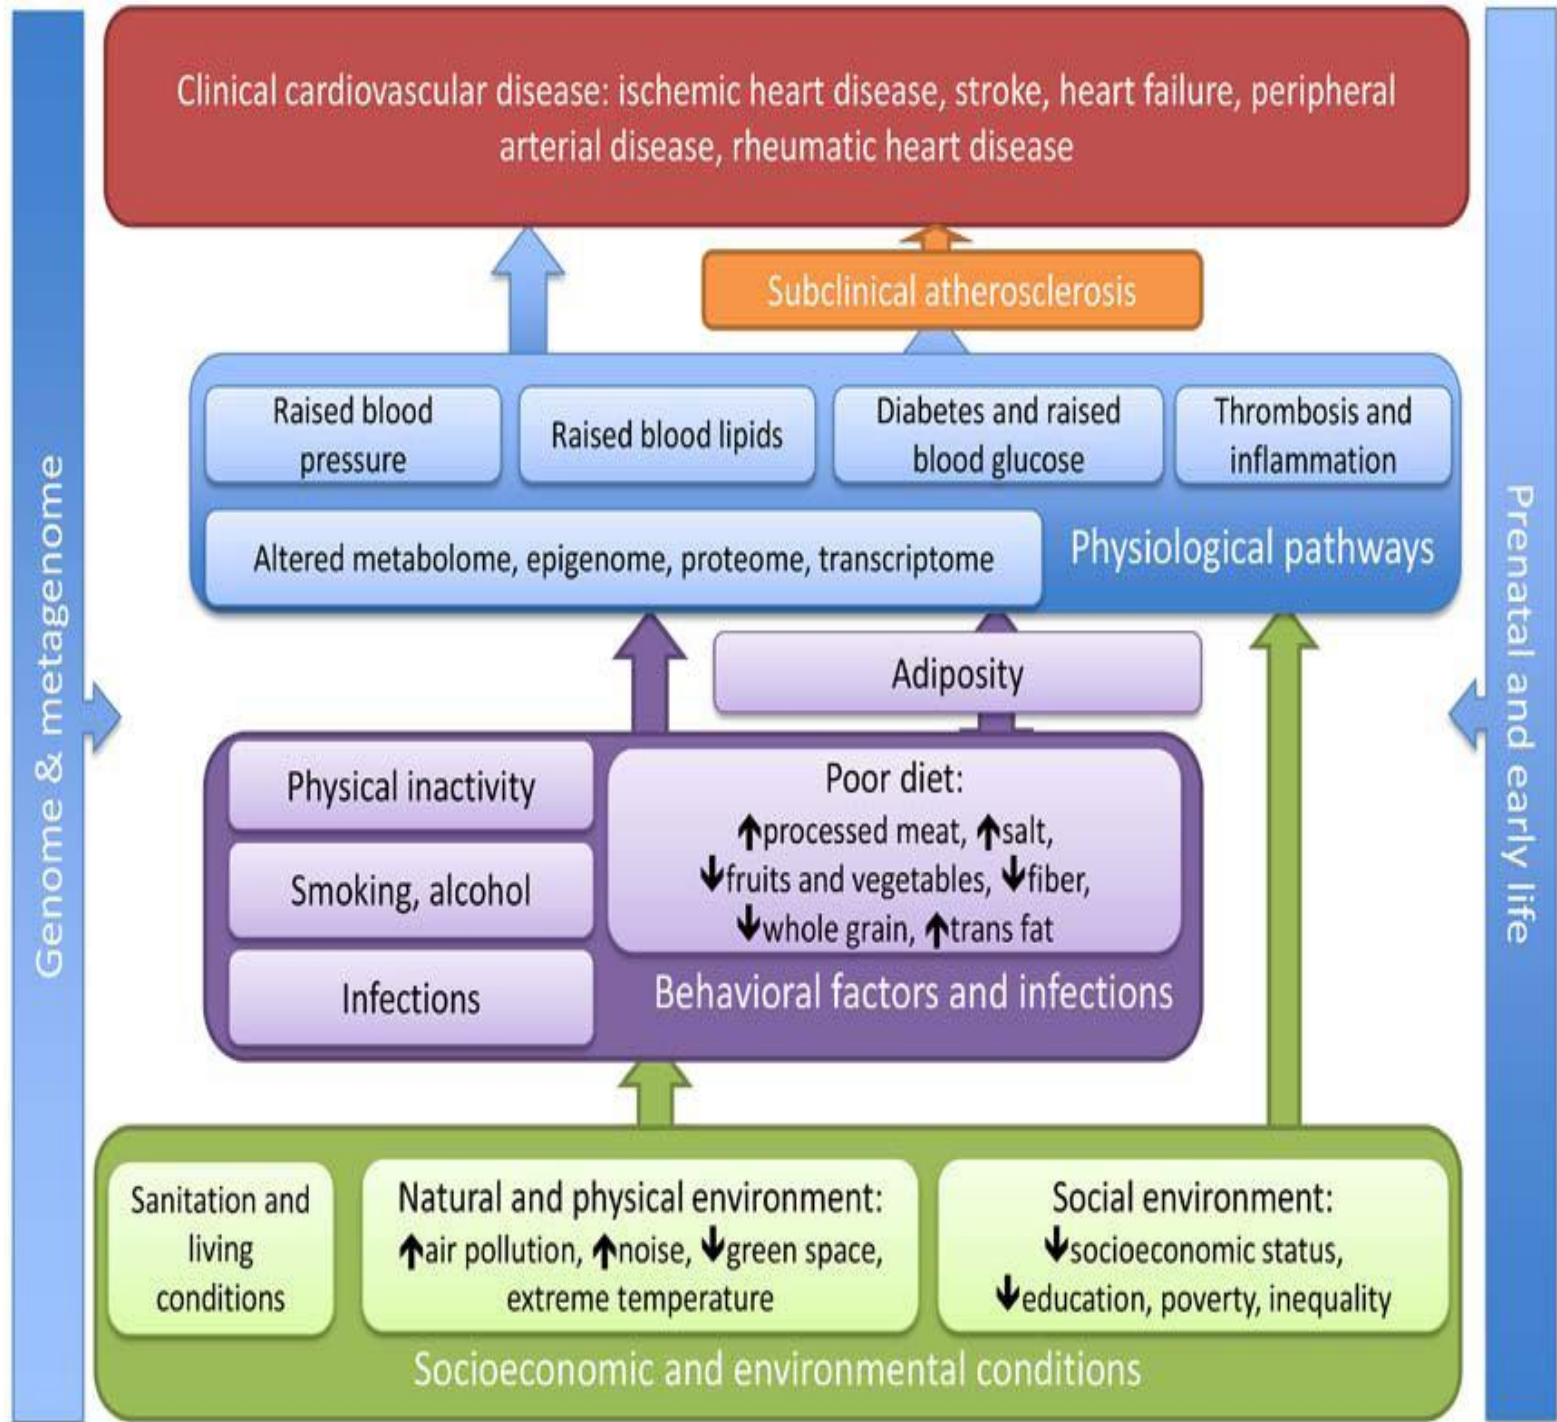 Clinical cardiovascular disease: ischemic heart disease, stroke, heart failure, peripheral
arterial disease, rheumatic heart disease
Subclinical atherosclerosis
Raised blood
pressure
Raised blood lipids
Diabetes and raised
blood glucose
Thrombosis and
inflammation
Altered metabolome, epigenome, proteome, transcriptome
Physiological pathways
Adiposity
Physical inactivity
Smoking, alcohol
Infections
Poor diet:
↑processed meat, ↑salt,
↓fruits and vegetables, ↓fiber,
↓whole grain, ↑trans fat
Behavioral factors and infections
Sanitation and
living
conditions
Natural and physical environment:
↑air pollution, ↑noise, ↓green space,
extreme temperature
Social environment:
↓socioeconomic status,
↓education, poverty, inequality
Socioeconomic and environmental conditions
Genome & metagenome
Prenatal and early life